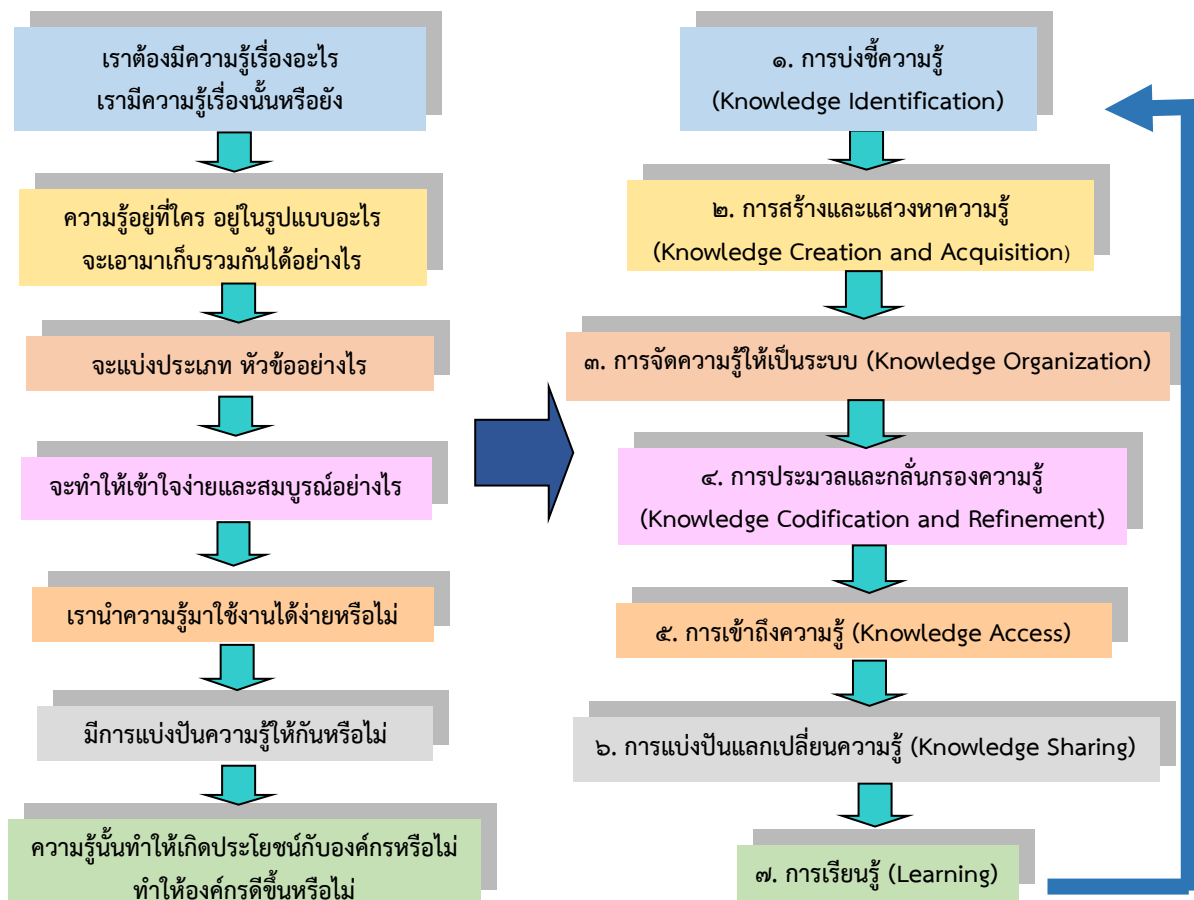 เราต้องมีความรู้เรื่องอะไร
เรามีความรู้เรื่องนั้นหรือยัง
ความรู้อยู่ที่ใคร อยู่ในรูปแบบอะไร
จะเอามาเก็บรวมกันได้อย่างไร
จะแบ่งประเภท หัวข้ออย่างไร
จะทำให้เข้าใจง่ายและสมบูรณ์อย่างไร
เรานำความรู้มาใช้งานได้ง่ายหรือไม่
มีการแบ่งปันความรู้ให้กันหรือไม่
ความรู้นั้นทำให้เกิดประโยชน์กับองค์กรหรือไม่
ทำให้องค์กรดีขึ้นหรือไม่
๑. การบ่งชี้ความรู้
(Knowledge Identification)
๒. การสร้างและแสวงหาความรู้
(Knowledge Creation and Acquisition)
๓. การจัดความรู้ให้เป็นระบบ (Knowledge Organization)
๔. การประมวลและกลั่นกรองความรู้
(Knowledge Codification and Refinement)
๕. การเข้าถึงความรู้ (Knowledge Access)
๖. การแบ่งปันแลกเปลี่ยนความรู้ (Knowledge Sharing)
๗. การเรียนรู้ (Learning)